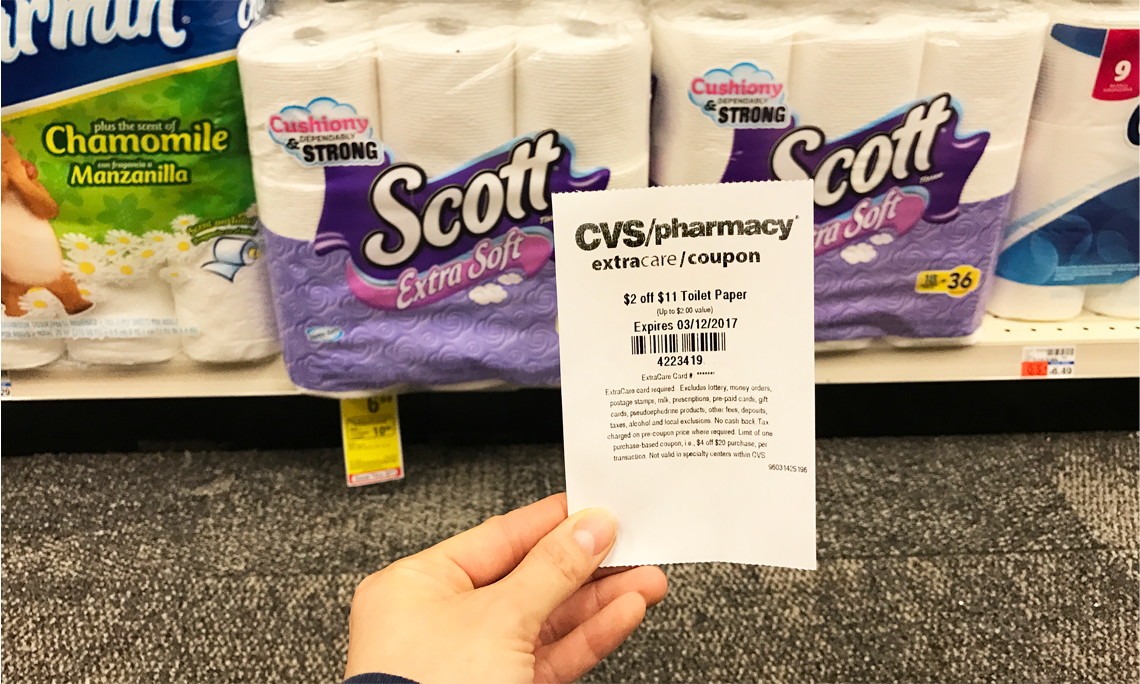 plus the scent of
Chamomile
con fragancia a
Manzanilla
Cushiony
& DEPENDABLY
STRONG
Scott
Extra Soft
Cushiony
& DEPENDABLY
STRONG
Scott
Soft
36
9
CVS/pharmacy
extracare/coupon
$2 off $11 Toilet Paper
(Up to $2.00 value)
Expires 03/12/2017
4223419
ExtraCare Card #: *******
ExtraCare card required. Excludes lottery, money orders,
postage stamps, milk, prescriptions, pre-paid cards, gift
cards, pseudoephedrine products, other fees, deposits,
taxes, alcohol and local exclusions. No cash back. Tax
charged on pre-coupon price where required. Limit of one
purchase-based coupon, i.e., $4 off $20 purchase, per
transaction. Not valid in specialty centers within CVS